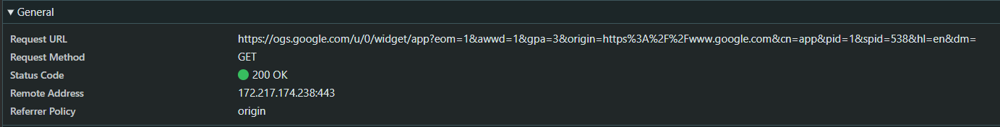 General
Request URL https://ogs.google.com/u/0/widget/app?eom=1&awwd=1&gpa=3&origin=https%3A%2F%2Fwww.google.com&cn=app&pid=1&spid=538&hl=en&dm=
Request Method GET
Status Code 200 OK
Remote Address 172.217.174.238:443
Referrer Policy origin